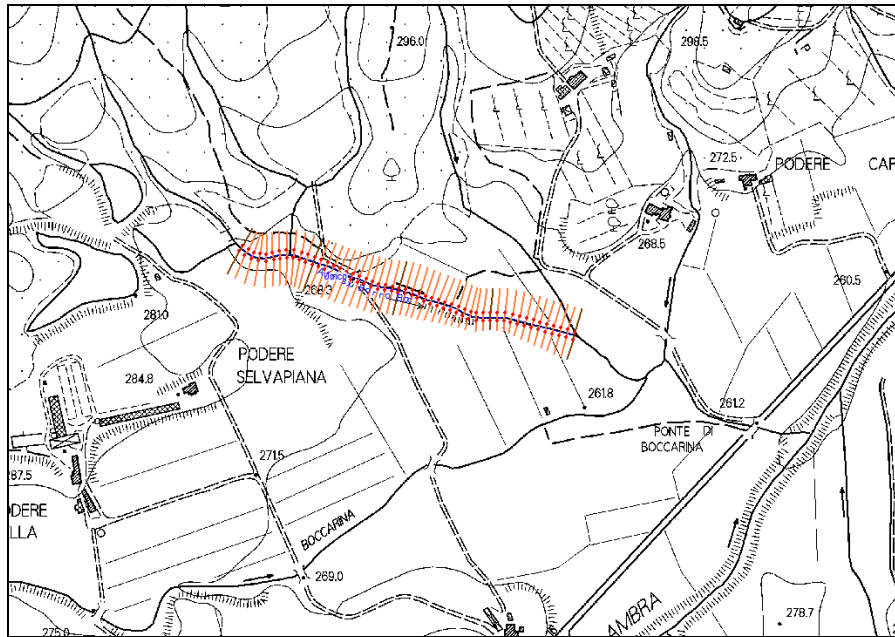 296.0
298.5
272.5
PODERE CAP
268.5
260.5
268.3
281.0
PODERE
SELVAPIANA
284.8
261.8
261.2
PONTE DI
BOCCARINA
287.5
271.5
BOCCARINA
ODERE
LLA
269.0
AMBRA
278.7
275.0